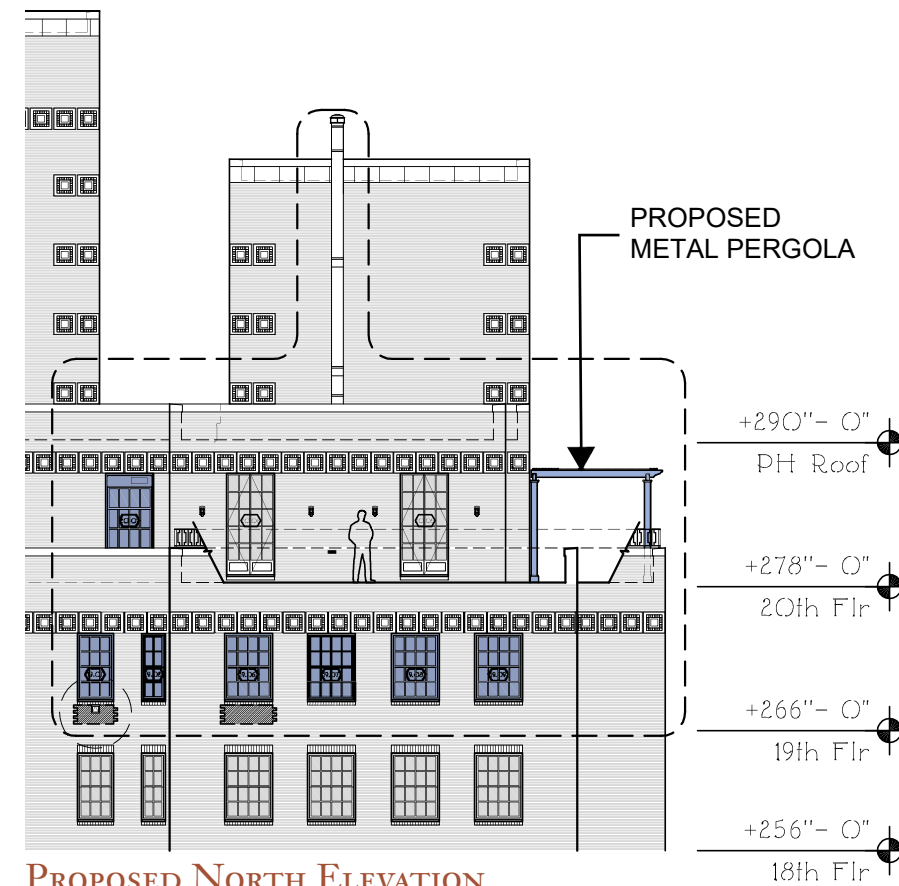 PROPOSED
METAL PERGOLA
+290"- 0"
PH Roof
+278"- 0"
20th Flr
+266"- 0"
19th Flr
+256"- 0"
18th Flr
PROPOSED NORTH ELEVATION